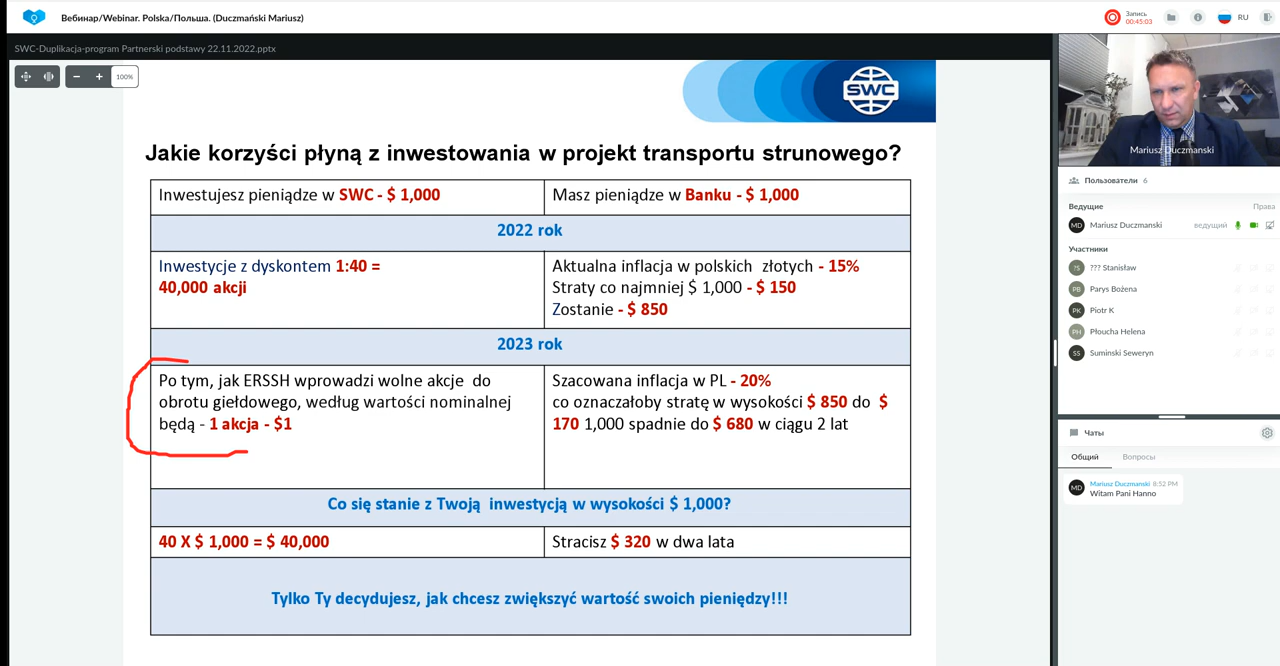 Вебинар/Webinar. Polska/Польша. (Duczmański Mariusz)
Запись
00:45:03
RU
SWC-Duplikacja-program Partnerski podstawy 22.11.2022.pptx
100%
SWC
Jakie korzyści płyną z inwestowania w projekt transportu strunowego?
Inwestujesz pieniądze w SWC - $ 1,000
Masz pieniądze w Banku - $ 1,000
2022 rok
Inwestycje z dyskontem 1:40 =
40,000 akcji
Aktualna inflacja w polskich złotych - 15%
Straty co najmniej $ 1,000 - $ 150
Zostanie - $ 850
2023 rok
Po tym, jak ERSSH wprowadzi wolne akcje do
obrotu giełdowego, według wartości nominalnej
będą - 1 akcja - $1
Szacowana inflacja w PL - 20%
co oznaczałoby stratę w wysokości $ 850 do $
170 1,000 spadnie do $ 680 w ciągu 2 lat
Co się stanie z Twoją inwestycją w wysokości $ 1,000?
40 X $ 1,000 = $ 40,000
Stracisz $ 320 w dwa lata
Tylko Ty decydujesz, jak chcesz zwiększyć wartość swoich pieniędzy!!!
Mariusz Duczmanski
Пользователи 6
Ведущие
Права
MD
Mariusz Duczmanski
ведущий
Участники
?S
??? Stanisław
PB
Parys Bożena
PK
Piotr K
PH
Płoucha Helena
SS
Suminski Seweryn
Чаты
Общий
Вопросы
MD
Mariusz Duczmanski 8:52 PM
Witam Pani Hanno